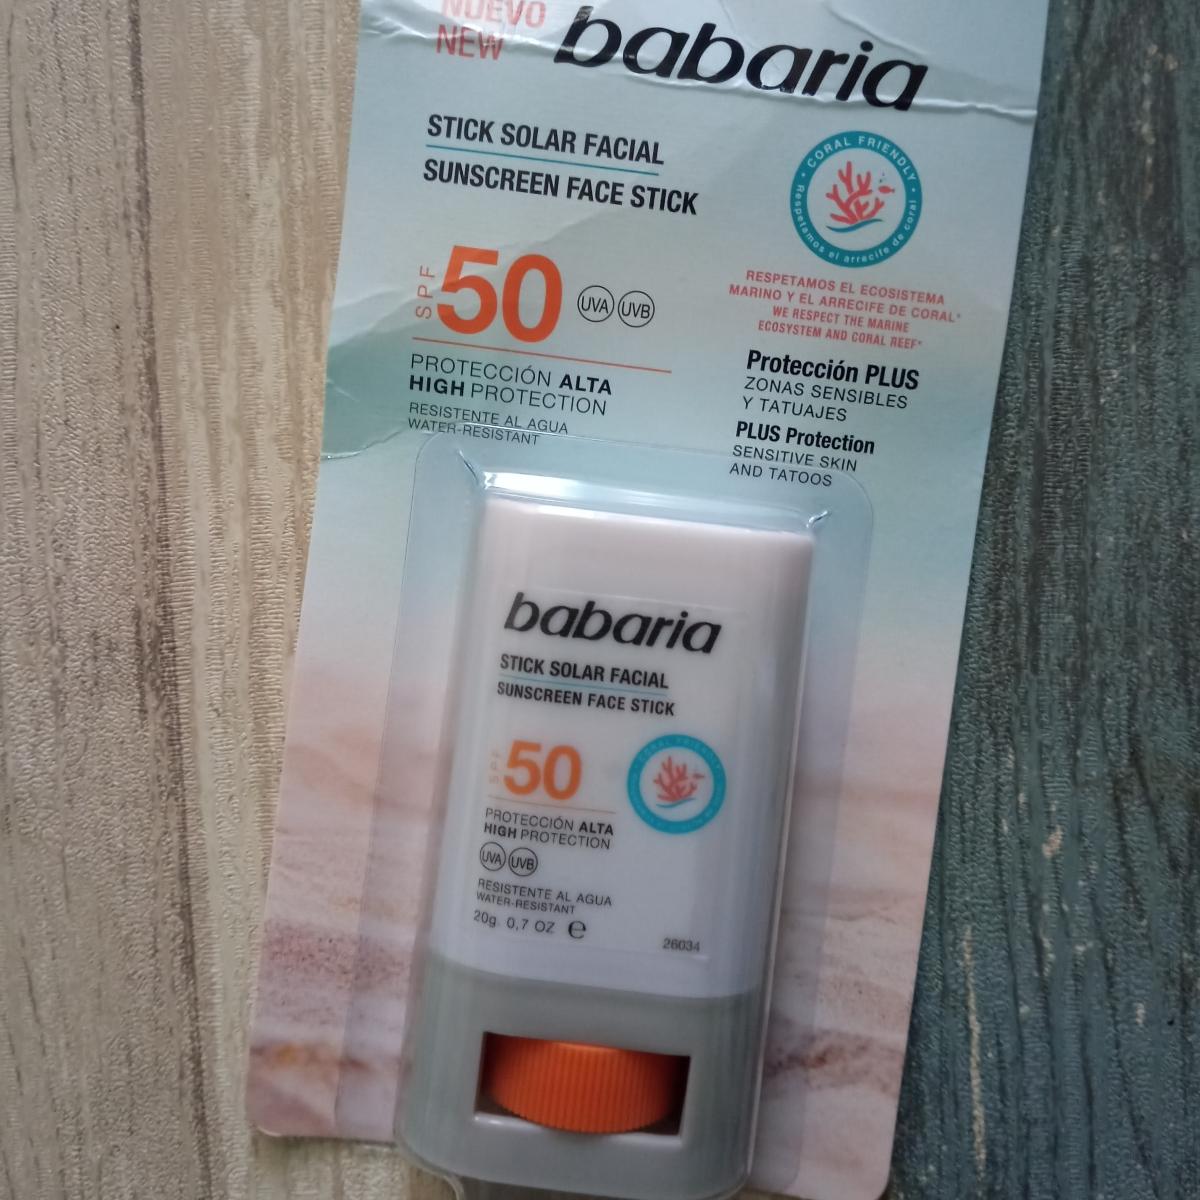 NUEVO
NEW
babaria
STICK SOLAR FACIAL
SUNSCREEN FACE STICK
CORAL FRIENDLY
Respetamos el arrecife de coral
SPF
50
UVA UVB
RESPETAMOS EL ECOSISTEMA
MARINO Y EL ARRECIFE DE CORAL*
WE RESPECT THE MARINE
ECOSYSTEM AND CORAL REEF*
PROTECCIÓN ALTA
HIGH PROTECTION
RESISTENTE AL AGUA
WATER-RESISTANT
Protección PLUS
ZONAS SENSIBLES
Y TATUAJES
PLUS Protection
SENSITIVE SKIN
AND TATOOS
babaria
STICK SOLAR FACIAL
SUNSCREEN FACE STICK
SPF
50
CORAL FRIENDLY
PROTECCIÓN ALTA
HIGH PROTECTION
UVA UVB
RESISTENTE AL AGUA
WATER-RESISTANT
20g. 0,7 OZ e
26034